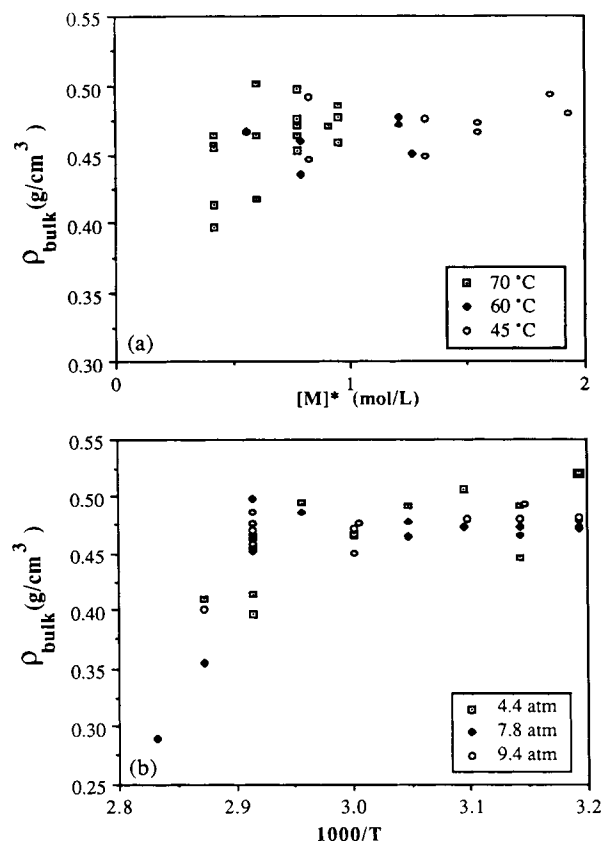 0.55
0.50
0.45
0.40
0.35
0.30
ρbulk (g/cm³)
(a)
70 °C
60 °C
45 °C
0 1 2
[M]* (mol/L)
0.55
0.50
0.45
0.40
0.35
0.30
0.25
ρbulk (g/cm³)
(b)
4.4 atm
7.8 atm
9.4 atm
2.8 2.9 3.0 3.1 3.2
1000/T